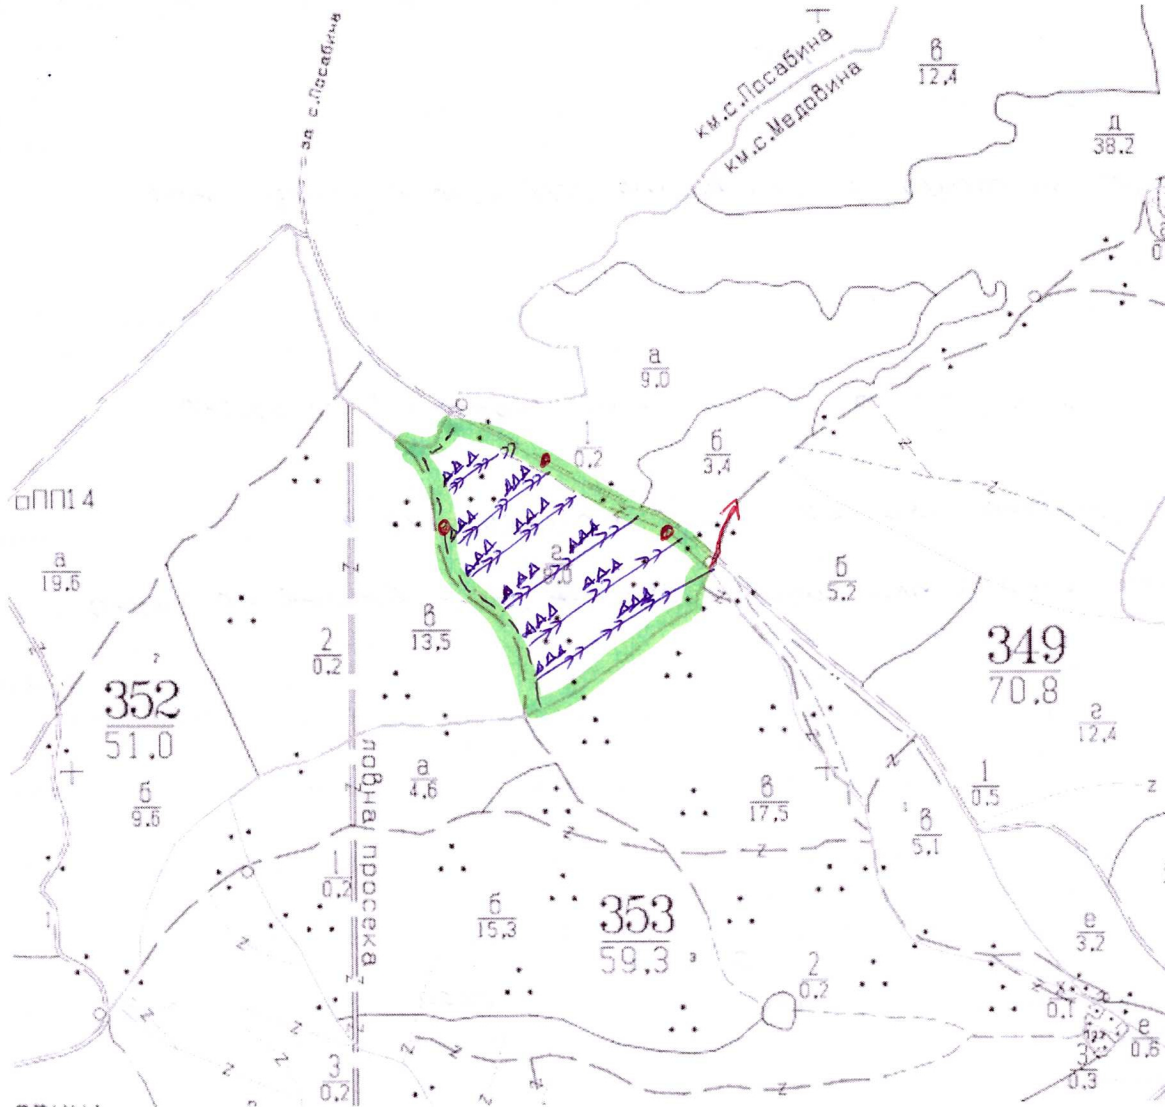 за с.Посабина
км.с.Посабина
км.с.Медовина
в
12,4
д
38.2
а
9.0
1
0.2
б
3,4
□ПП14
а
19.6
г
в
13,5
б
5.2
2
0.2
349
70,8
352
51,0
г
12,4
а
4.6
в
17,5
1
0.5
б
9.6
в
5,1
1
0,2
б
15,3
353
59,3
е
3,2
2
0.2
х
0.1
е
0,6
3
0,3
3
0.2
просека